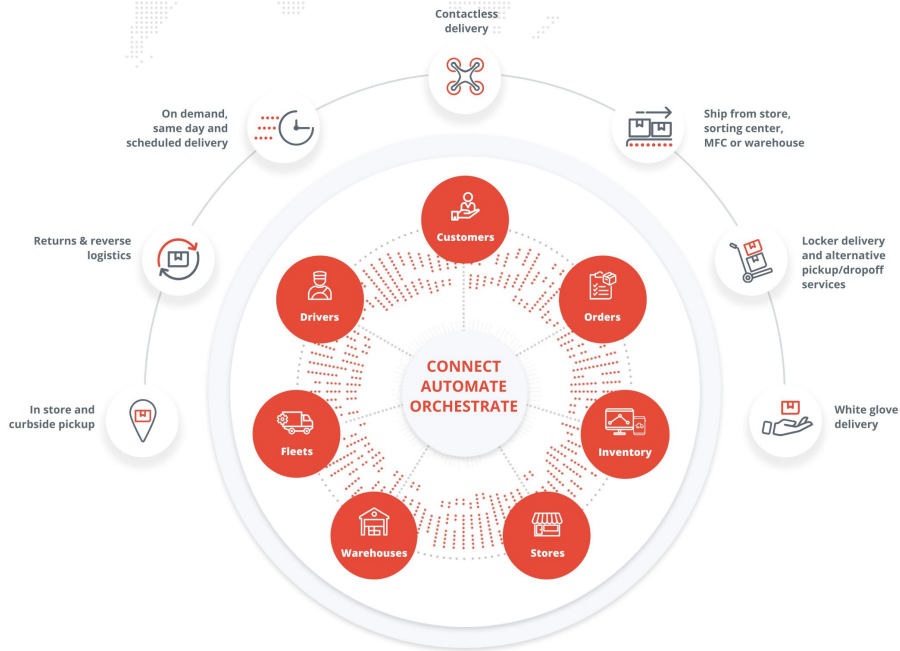 Contactless
delivery
On demand,
same day and
scheduled delivery
Ship from store,
sorting center,
MFC or warehouse
Returns & reverse
logistics
Locker delivery
and alternative
pickup/dropoff
services
In store and
curbside pickup
White glove
delivery
Customers
Drivers
Orders
CONNECT
AUTOMATE
ORCHESTRATE
Fleets
Inventory
Warehouses
Stores